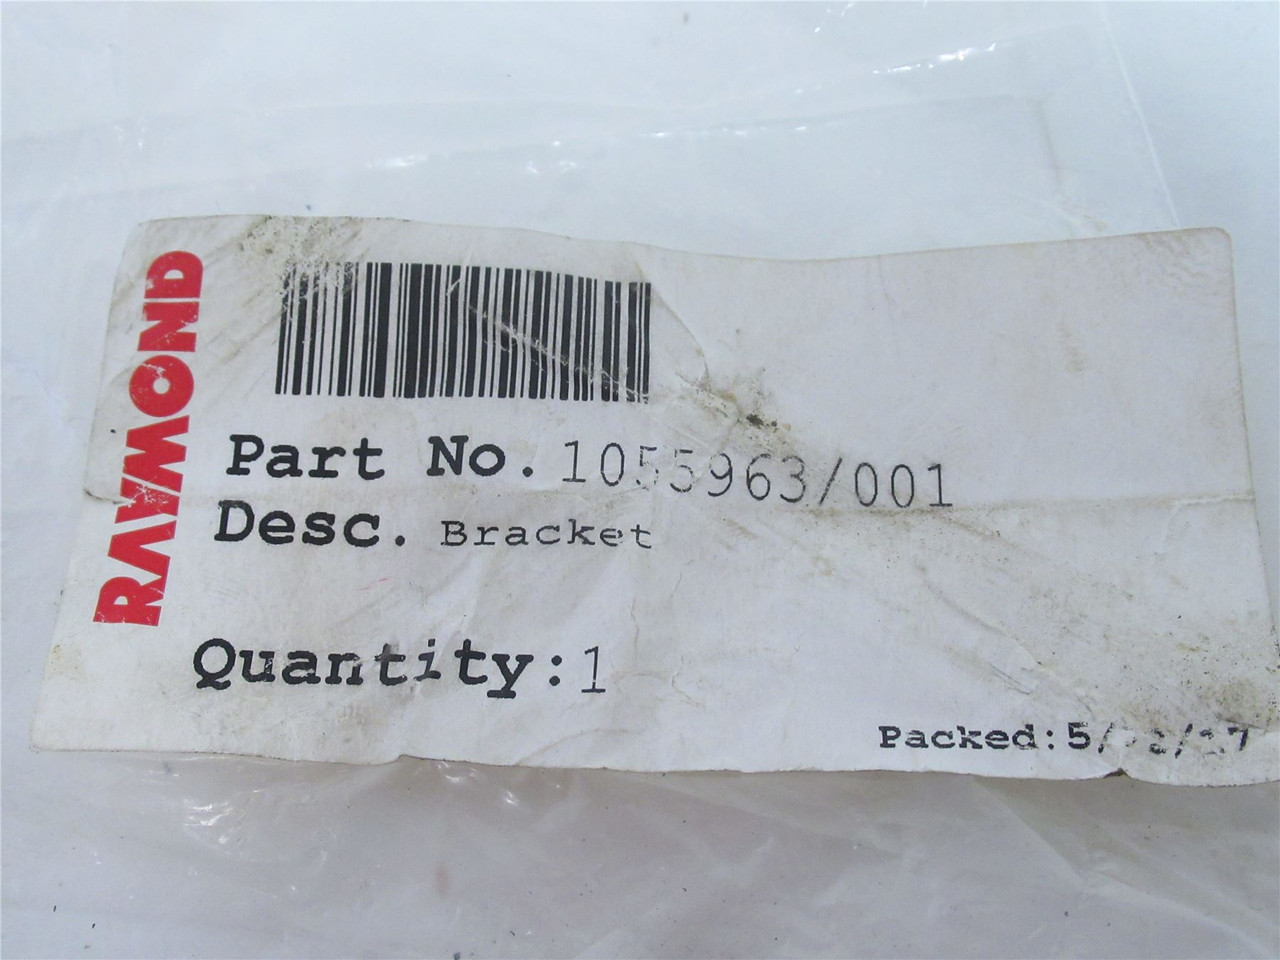 RAYMOND
Part No. 1055963/001
Desc. Bracket
Quantity: 1
Packed: